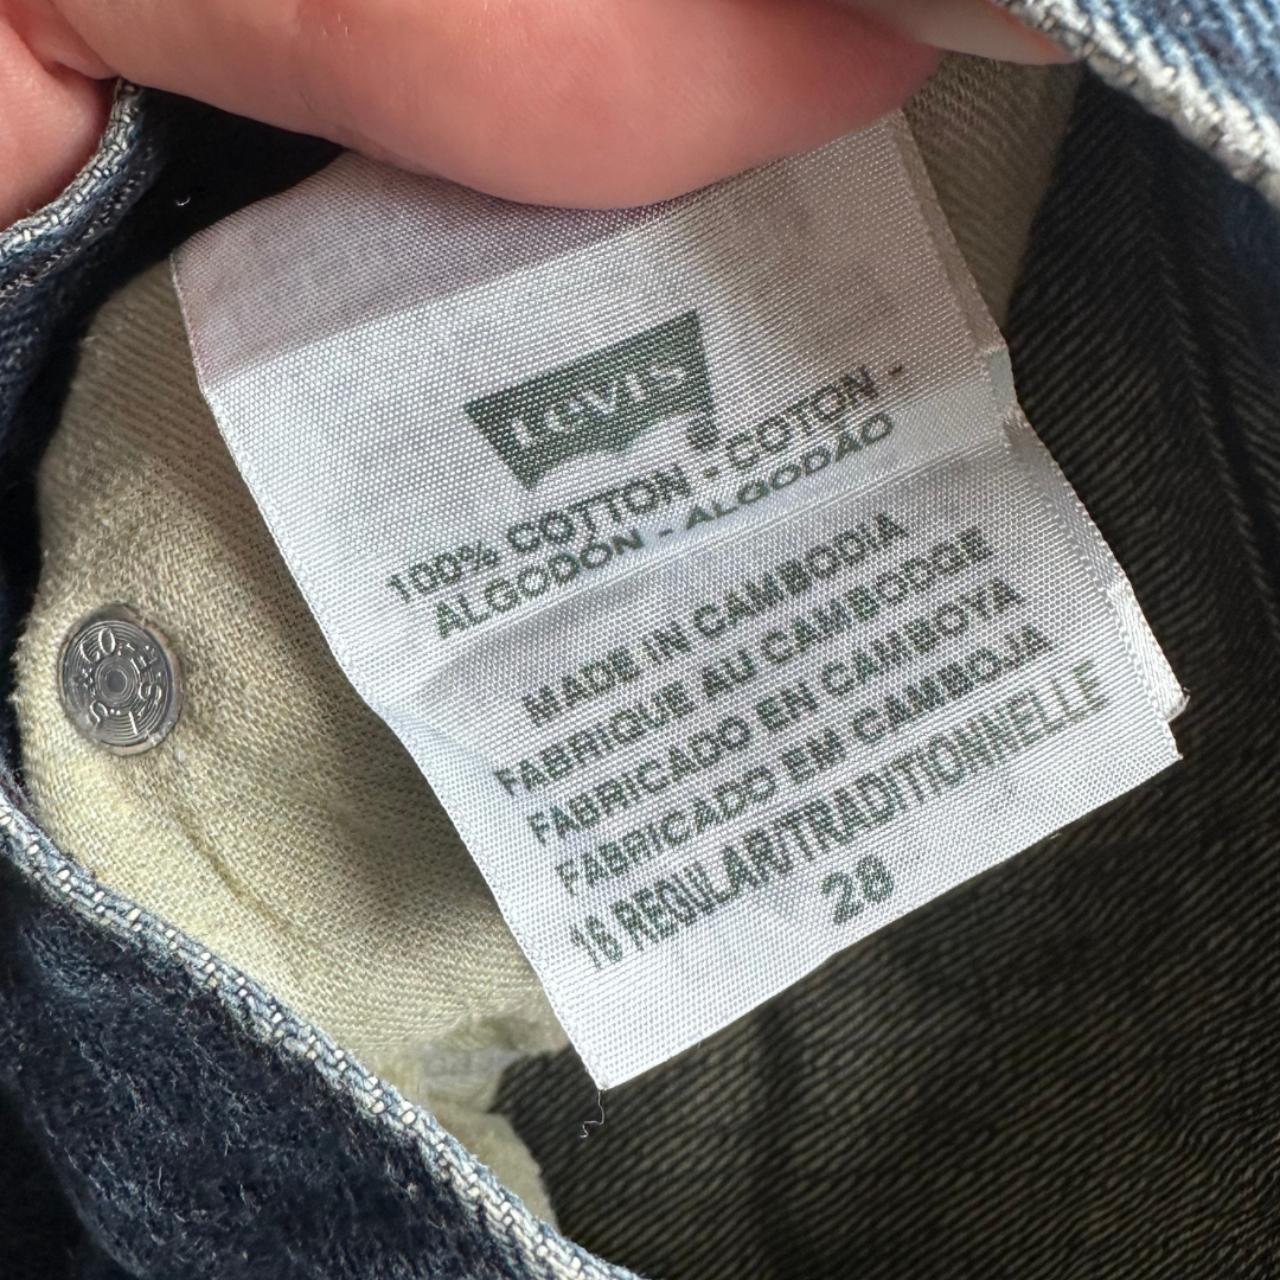 LEVI'S
100% COTTON - COTON -
ALGODÓN - ALGODÃO
MADE IN CAMBODIA
FABRIQUE AU CAMBODGE
FABRICADO EN CAMBOYA
FABRICADO EM CAMBOJA
16 REGULAR/TRADITIONNELLE
28